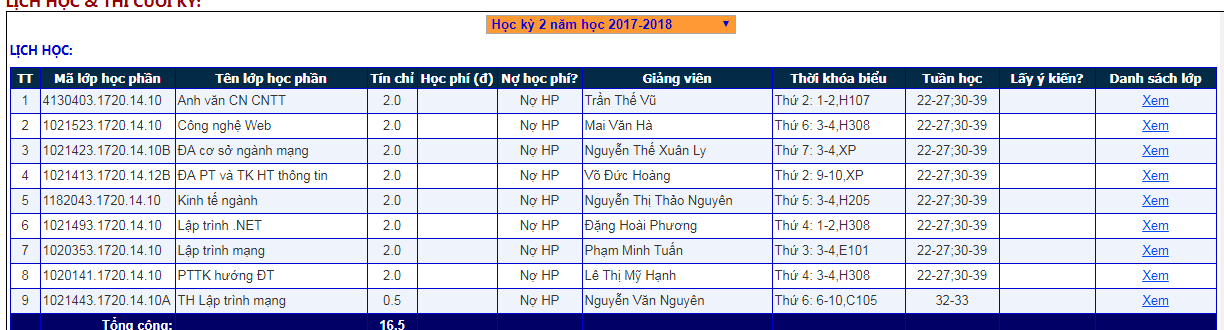 LỊCH HỌC & THI CUỐI KỲ:
Học kỳ 2 năm học 2017-2018
LỊCH HỌC:
TT Mã lớp học phần Tên lớp học phần Tín chỉ Học phí (đ) Nợ học phí? Giảng viên Thời khóa biểu Tuần học Lấy ý kiến? Danh sách lớp
1 4130403.1720.14.10 Anh văn CN CNTT 2.0 Nợ HP Trần Thế Vũ Thứ 2: 1-2,H107 22-27;30-39 Xem
2 1021523.1720.14.10 Công nghệ Web 2.0 Nợ HP Mai Văn Hà Thứ 6: 3-4,H308 22-27;30-39 Xem
3 1021423.1720.14.10B ĐA cơ sở ngành mạng 2.0 Nợ HP Nguyễn Thế Xuân Ly Thứ 7: 3-4,XP 22-27;30-39 Xem
4 1021413.1720.14.12B ĐA PT và TK HT thông tin 2.0 Nợ HP Võ Đức Hoàng Thứ 2: 9-10,XP 22-27;30-39 Xem
5 1182043.1720.14.10 Kinh tế ngành 2.0 Nợ HP Nguyễn Thị Thảo Nguyên Thứ 5: 3-4,H205 22-27;30-39 Xem
6 1021493.1720.14.10 Lập trình .NET 2.0 Nợ HP Đặng Hoài Phương Thứ 4: 1-2,H308 22-27;30-39 Xem
7 1020353.1720.14.10 Lập trình mạng 2.0 Nợ HP Phạm Minh Tuấn Thứ 3: 3-4,E101 22-27;30-39 Xem
8 1020141.1720.14.10 PTTK hướng ĐT 2.0 Nợ HP Lê Thị Mỹ Hạnh Thứ 4: 3-4,H308 22-27;30-39 Xem
9 1021443.1720.14.10A TH Lập trình mạng 0.5 Nợ HP Nguyễn Văn Nguyên Thứ 6: 6-10,C105 32-33 Xem
Tổng cộng: 16.5